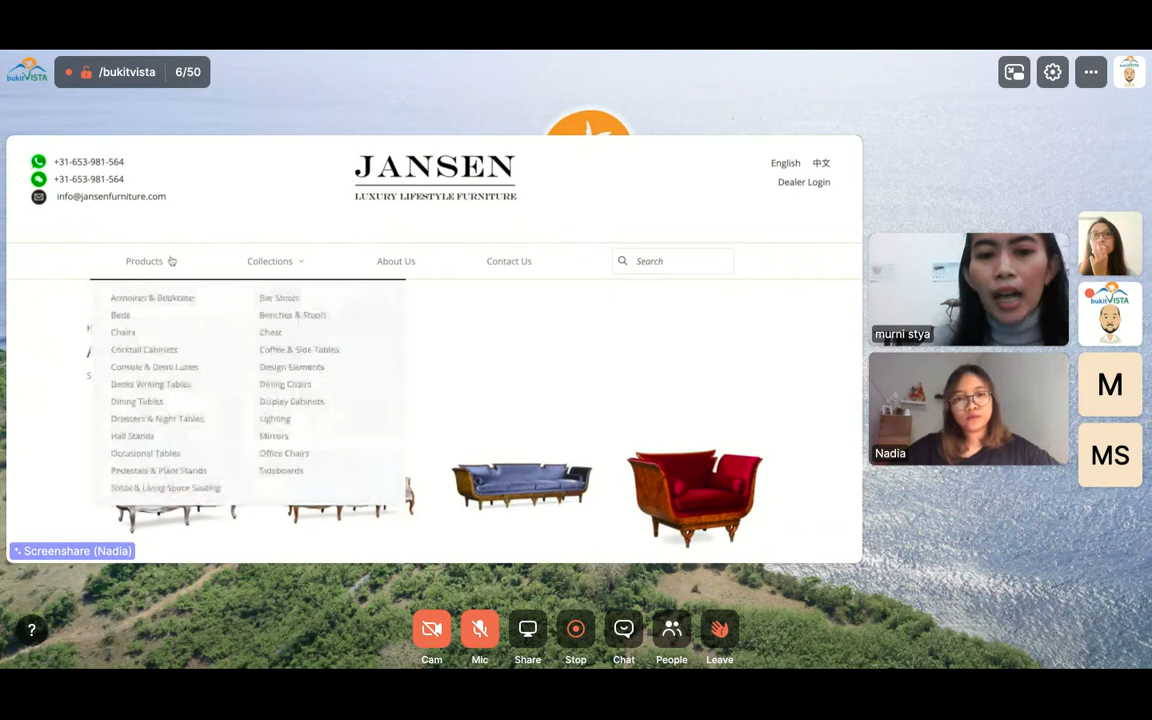 bukitVISTA
/bukitvista 6/50
+31-653-981-564
+31-653-981-564
info@jansenfurniture.com
JANSEN
LUXURY LIFESTYLE FURNITURE
English 中文
Dealer Login
Products
Collections
About Us
Contact Us
Search
Armoires & Bookcase
Beds
Chairs
Cocktail Cabinets
Console & Demi Lunes
Desks Writing Tables
Dining Tables
Dressers & Night Tables
Hall Stands
Occasional Tables
Pedestals & Plant Stands
Sofas & Living Space Seating
Bar Stools
Benches & Stools
Chest
Coffee & Side Tables
Design Elements
Dining Chairs
Display Cabinets
Lighting
Mirrors
Office Chairs
Sideboards
H
A
S
Screenshare (Nadia)
murni stya
Nadia
bukitVISTA
M
MS
?
Cam
Mic
Share
Stop
Chat
People
Leave